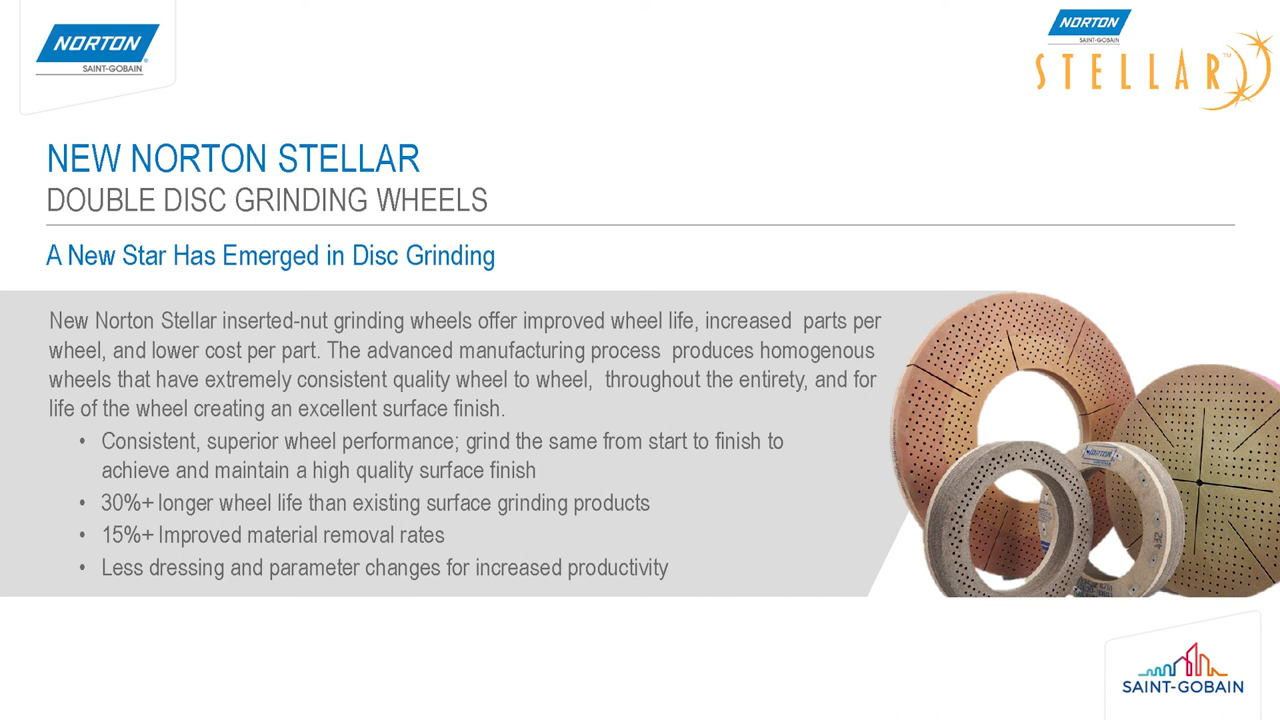 NORTON
SAINT-GOBAIN
NORTON
SAINT-GOBAIN
STELLAR™
NEW NORTON STELLAR
DOUBLE DISC GRINDING WHEELS
A New Star Has Emerged in Disc Grinding
New Norton Stellar inserted-nut grinding wheels offer improved wheel life, increased parts per
wheel, and lower cost per part. The advanced manufacturing process produces homogenous
wheels that have extremely consistent quality wheel to wheel, throughout the entirety, and for
life of the wheel creating an excellent surface finish.
• Consistent, superior wheel performance; grind the same from start to finish to
achieve and maintain a high quality surface finish
• 30%+ longer wheel life than existing surface grinding products
• 15%+ Improved material removal rates
• Less dressing and parameter changes for increased productivity
NORTON
432
SAINT-GOBAIN